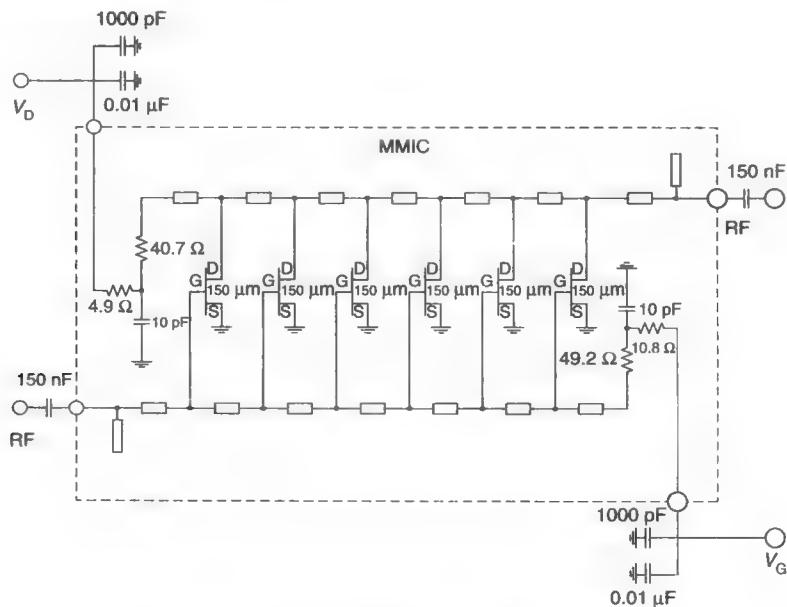 1000 pF
V_D
0.01 µF
MMIC
150 nF
RF
40.7 Ω
4.9 Ω
10 pF
G D 150 µm S
G D 150 µm S
G D 150 µm S
G D 150 µm S
G D 150 µm S
G D 150 µm S
10 pF
10.8 Ω
49.2 Ω
150 nF
RF
1000 pF
V_G
0.01 µF